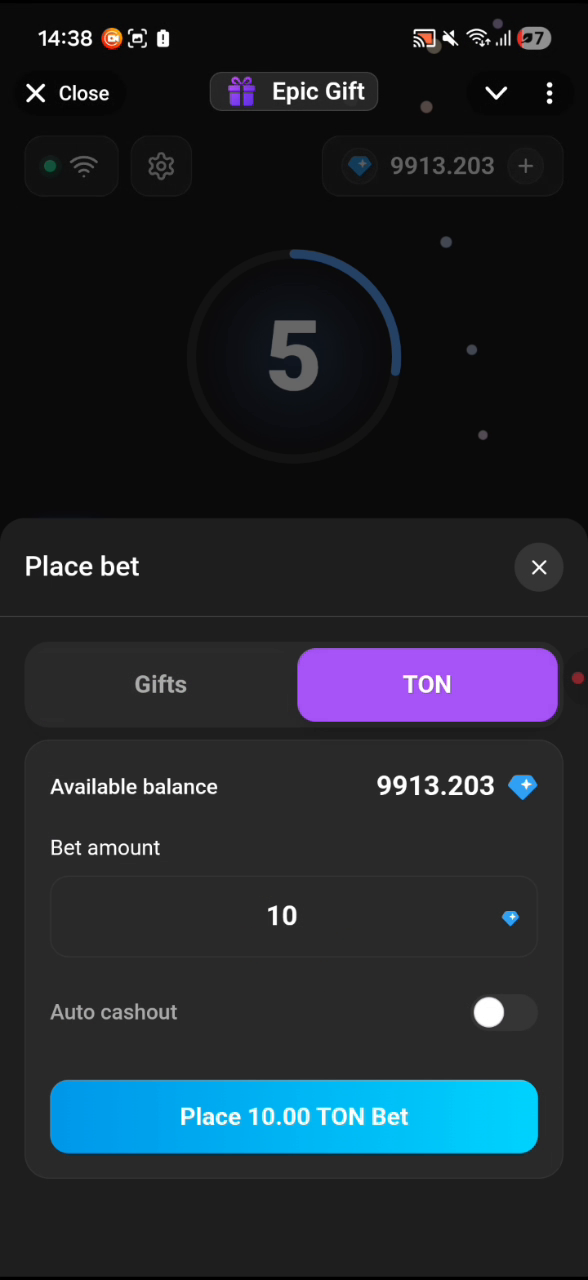 14:38
7
Close
Epic Gift
9913.203
5
Place bet
Gifts
TON
Available balance
9913.203
Bet amount
10
Auto cashout
Place 10.00 TON Bet